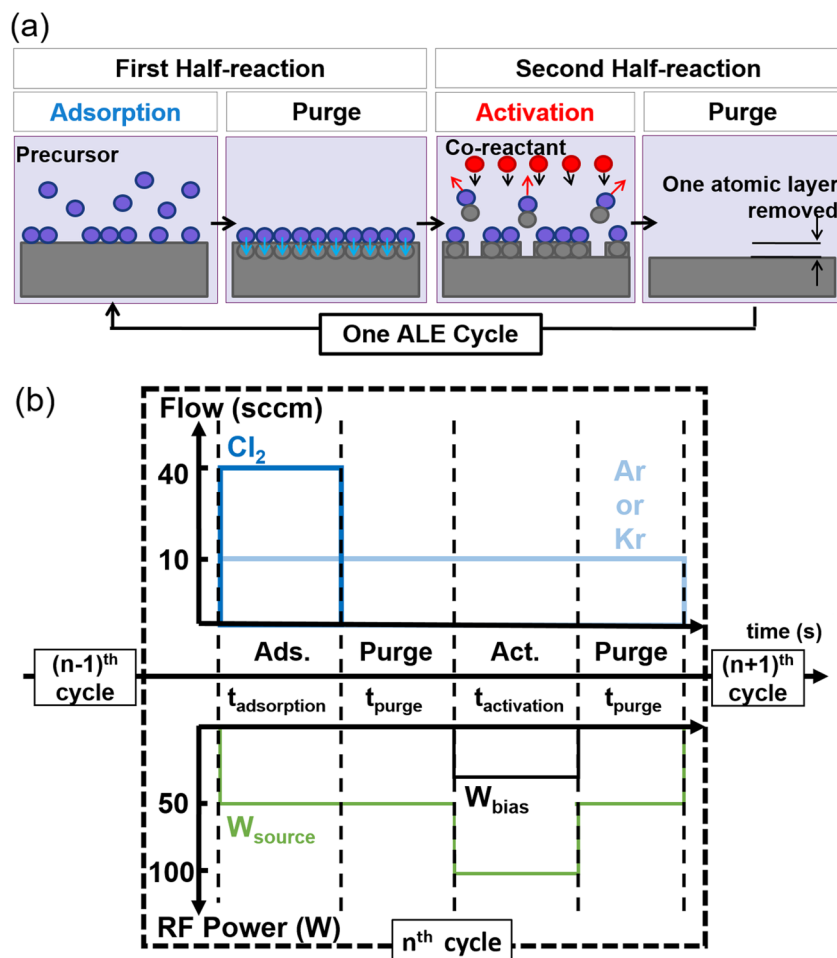 (a)
First Half-reaction
Second Half-reaction
Adsorption
Purge
Activation
Purge
Precursor
Co-reactant
One atomic layer
removed
One ALE Cycle
(b)
Flow (sccm)
Cl2
40
Ar
or
Kr
10
time (s)
(n-1)th
cycle
Ads.
Purge
Act.
Purge
(n+1)th
cycle
tadsorption
tpurge
tactivation
tpurge
50
Wsource
Wbias
100
RF Power (W)
nth cycle